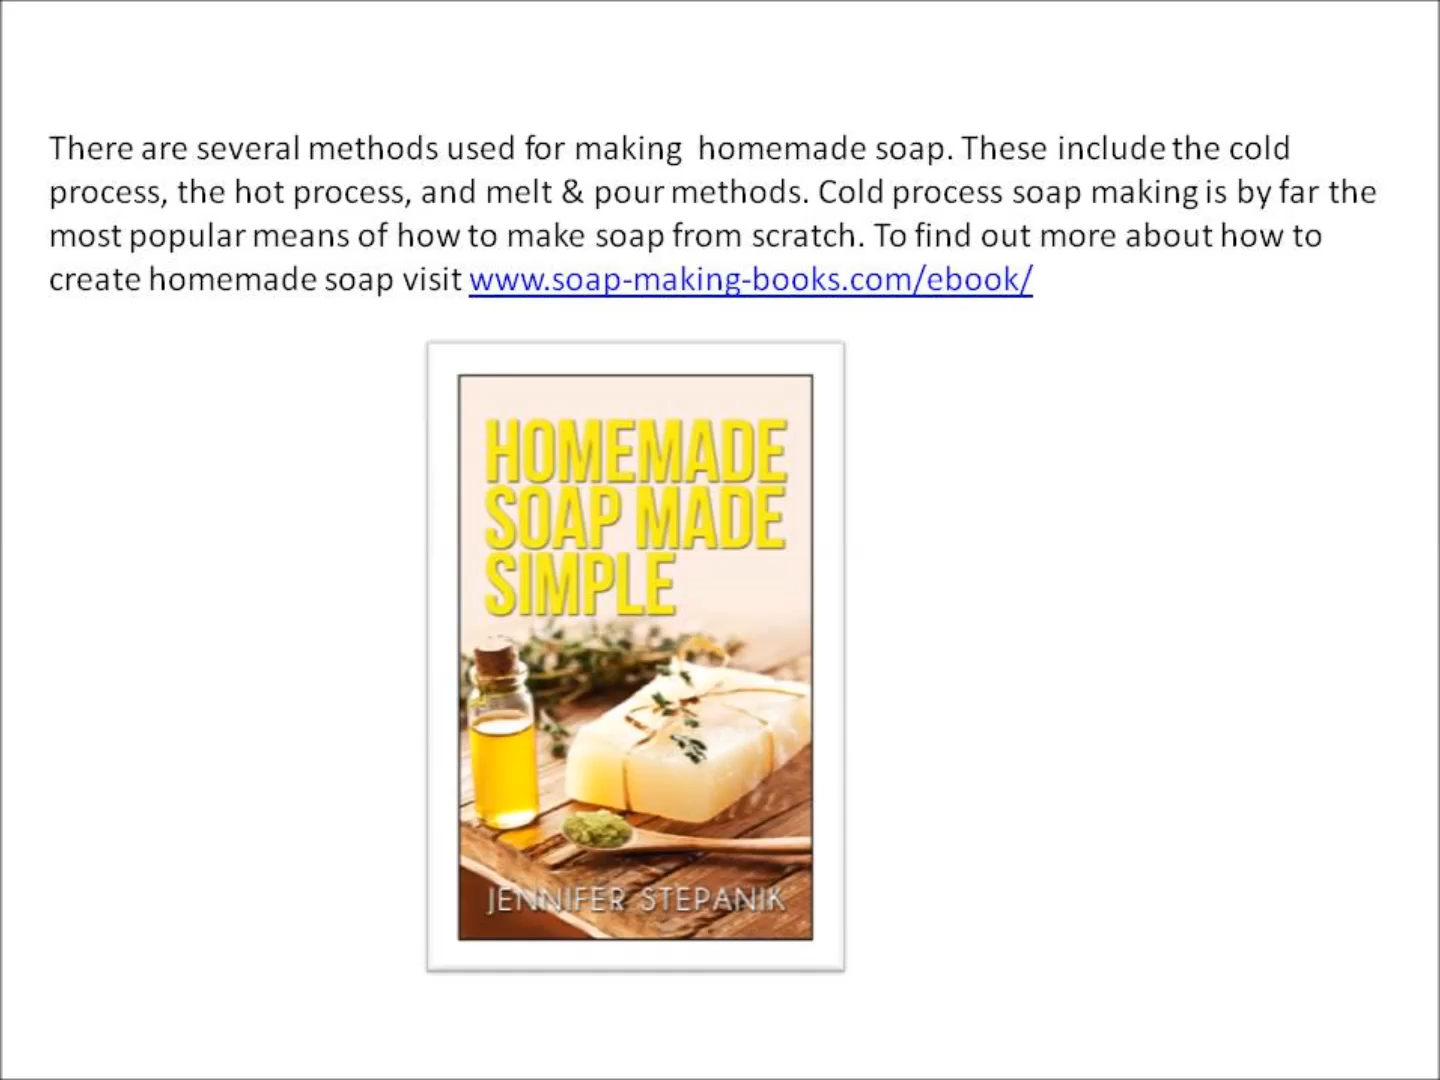 There are several methods used for making homemade soap. These include the cold
process, the hot process, and melt & pour methods. Cold process soap making is by far the
most popular means of how to make soap from scratch. To find out more about how to
create homemade soap visit www.soap-making-books.com/ebook/
HOMEMADE
SOAP MADE
SIMPLE
JENNIFER STEPANIK